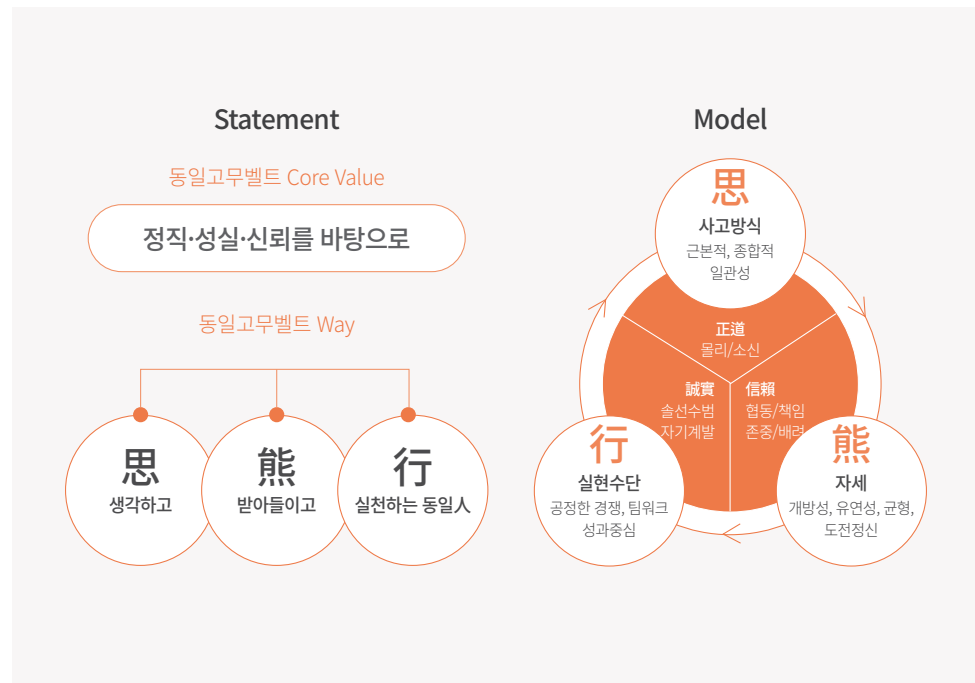 Statement
동일고무벨트 Core Value
정직·성실·신뢰를 바탕으로
동일고무벨트 Way
思
생각하고
熊
받아들이고
行
실천하는 동일人
Model
思
사고방식
근본적, 종합적
일관성
正道
몰리/소신
誠實
솔선수범
자기계발
信賴
협동/책임
존중/배려
行
실현수단
공정한 경쟁, 팀워크
성과중심
熊
자세
개방성, 유연성, 균형,
도전정신